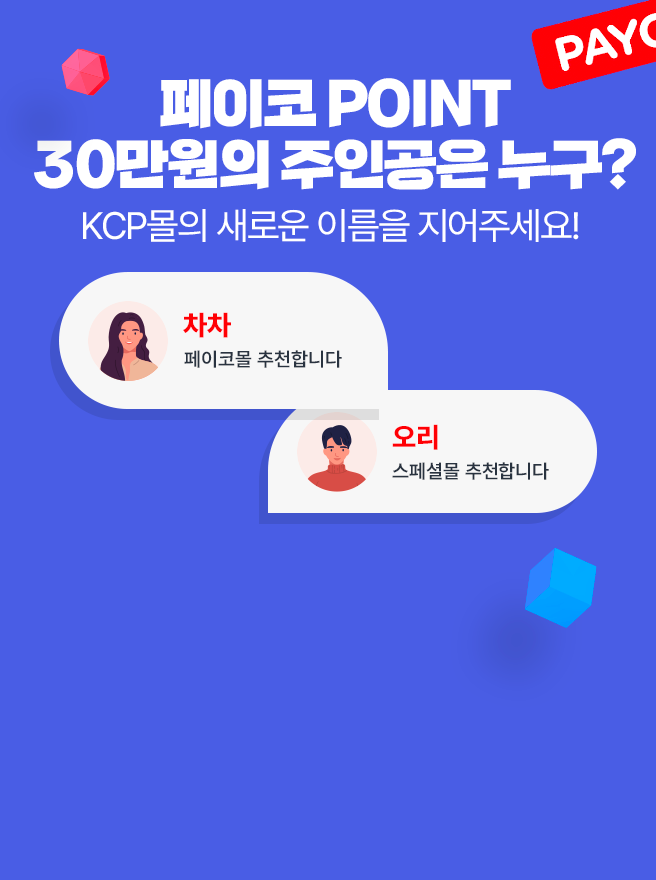 페이코 POINT
30만원의 주인공은 누구?
KCP몰의 새로운 이름을 지어주세요!
차차
페이코몰 추천합니다
오리
스페셜몰 추천합니다